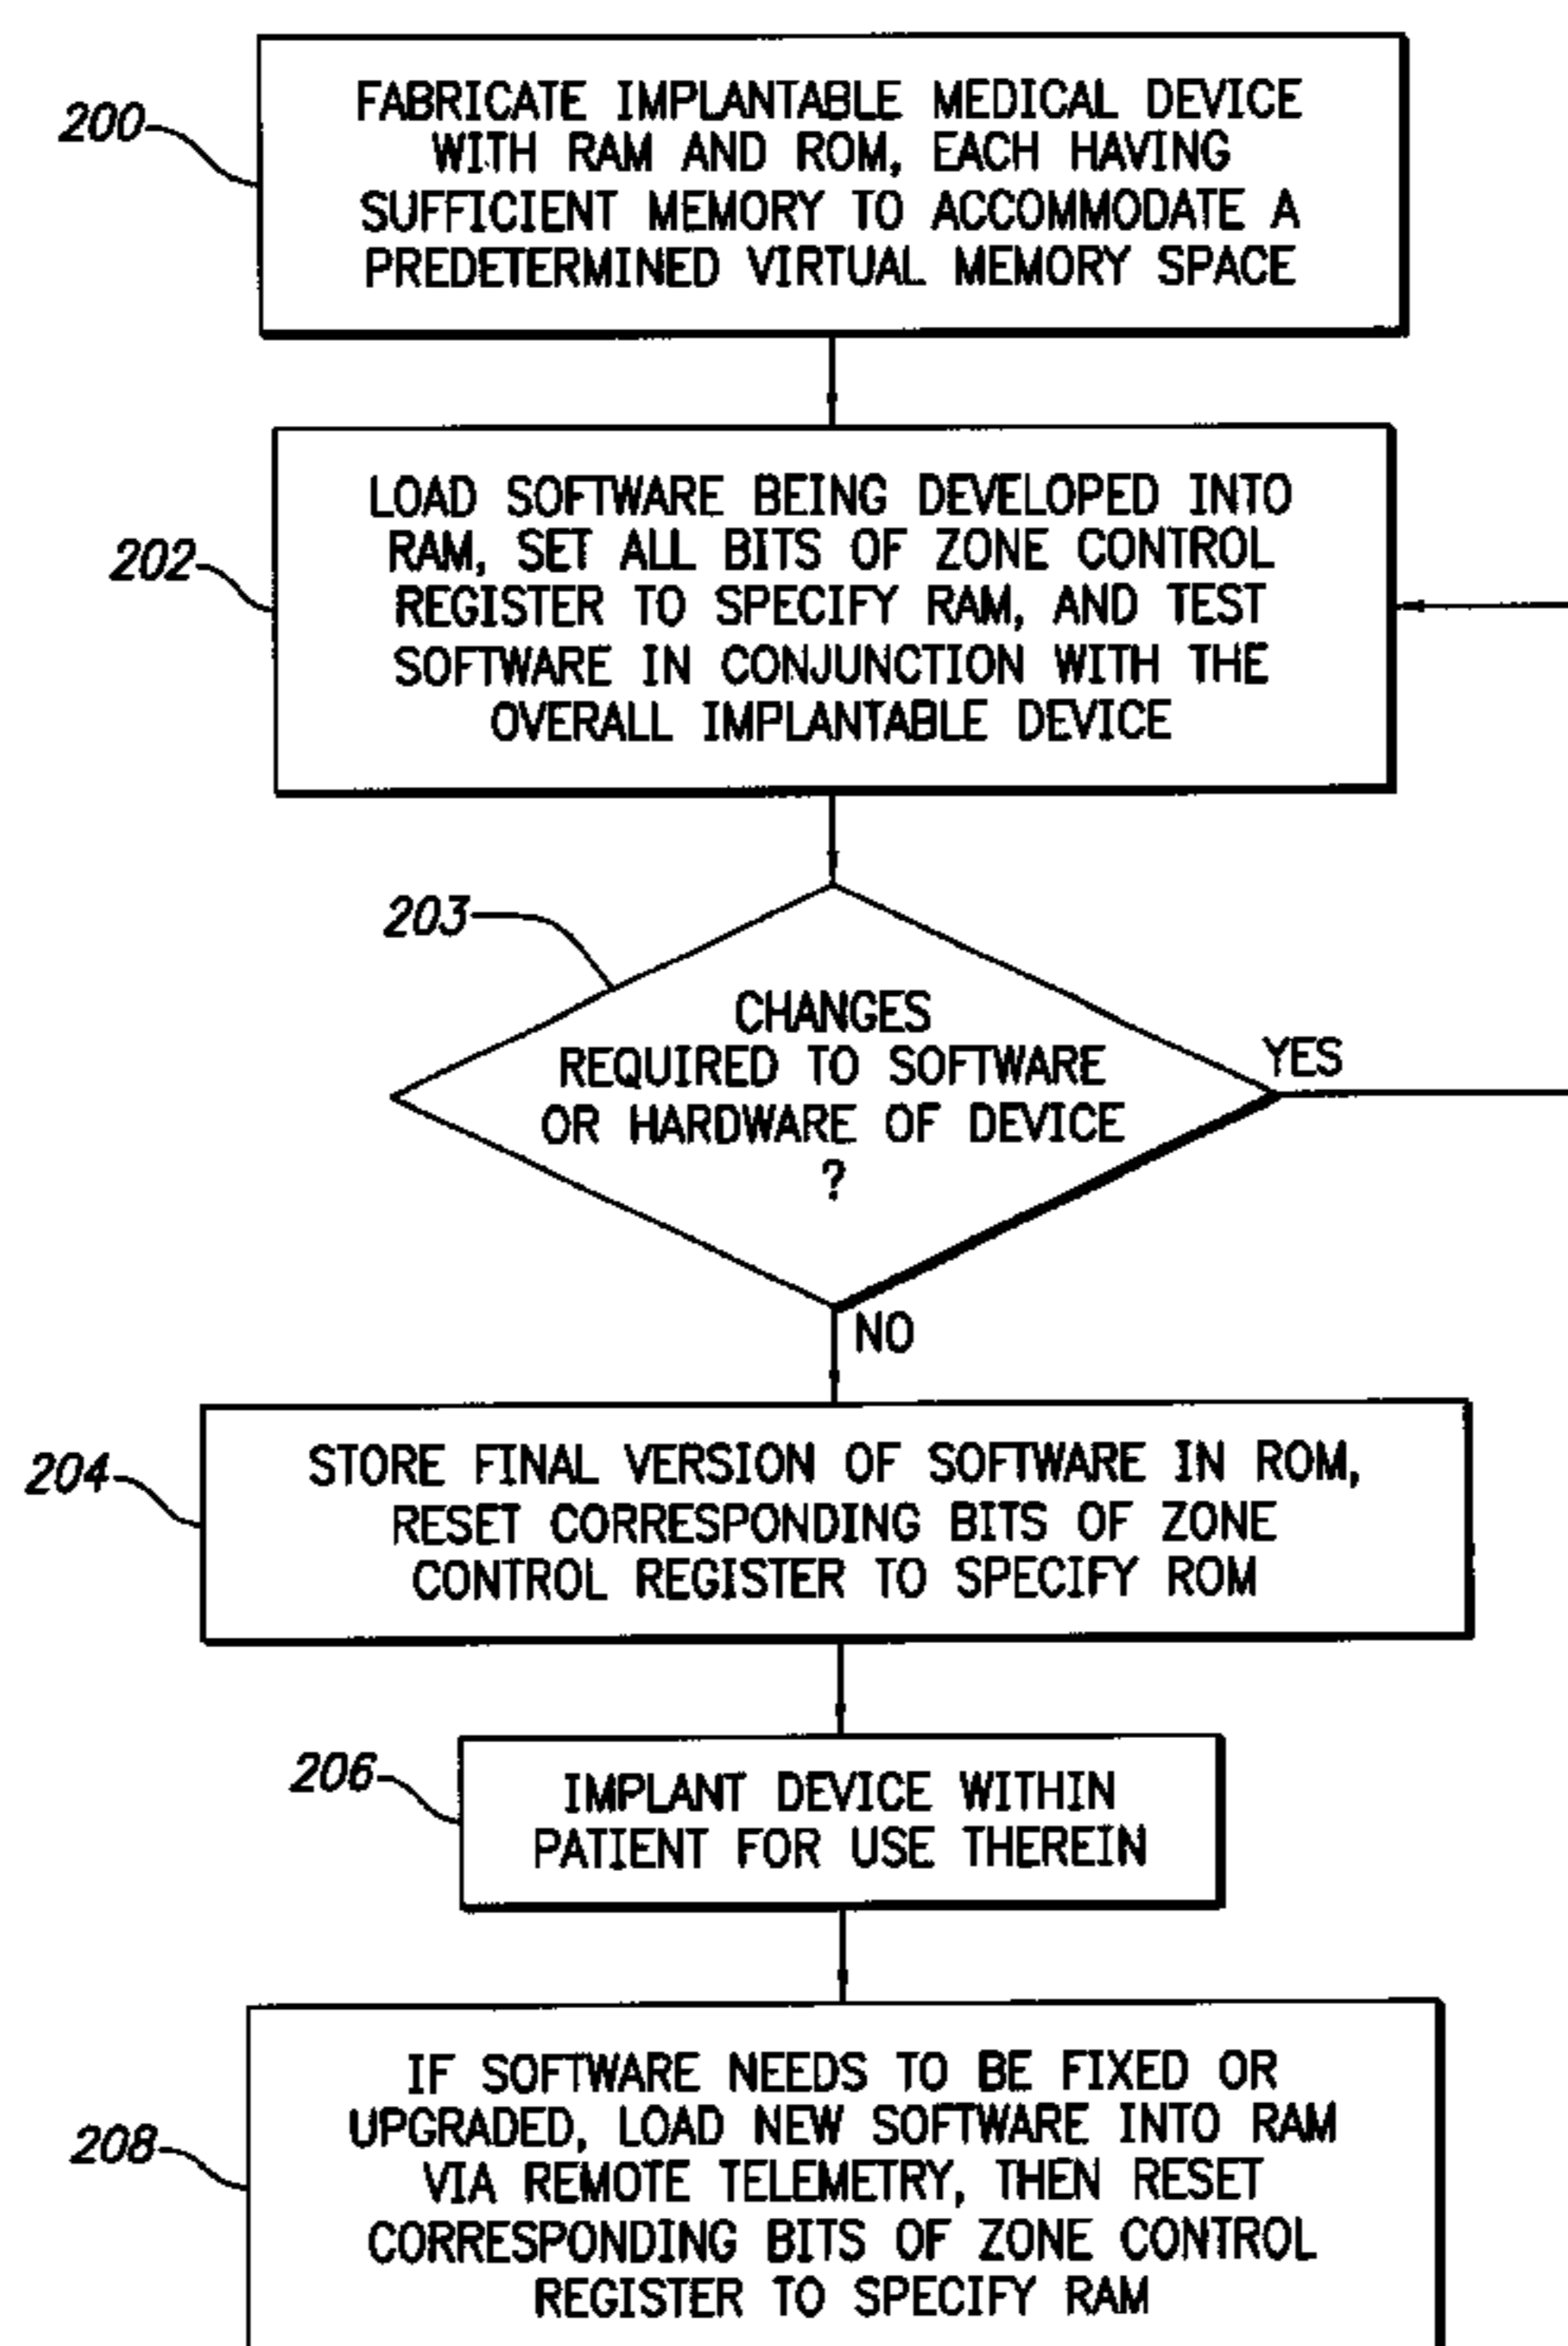 200
FABRICATE IMPLANTABLE MEDICAL DEVICE
WITH RAM AND ROM, EACH HAVING
SUFFICIENT MEMORY TO ACCOMMODATE A
PREDETERMINED VIRTUAL MEMORY SPACE
202
LOAD SOFTWARE BEING DEVELOPED INTO
RAM, SET ALL BITS OF ZONE CONTROL
REGISTER TO SPECIFY RAM, AND TEST
SOFTWARE IN CONJUNCTION WITH THE
OVERALL IMPLANTABLE DEVICE
203
CHANGES
REQUIRED TO SOFTWARE
OR HARDWARE OF DEVICE
?
YES
NO
204
STORE FINAL VERSION OF SOFTWARE IN ROM,
RESET CORRESPONDING BITS OF ZONE
CONTROL REGISTER TO SPECIFY ROM
206
IMPLANT DEVICE WITHIN
PATIENT FOR USE THEREIN
208
IF SOFTWARE NEEDS TO BE FIXED OR
UPGRADED, LOAD NEW SOFTWARE INTO RAM
VIA REMOTE TELEMETRY, THEN RESET
CORRESPONDING BITS OF ZONE CONTROL
REGISTER TO SPECIFY RAM